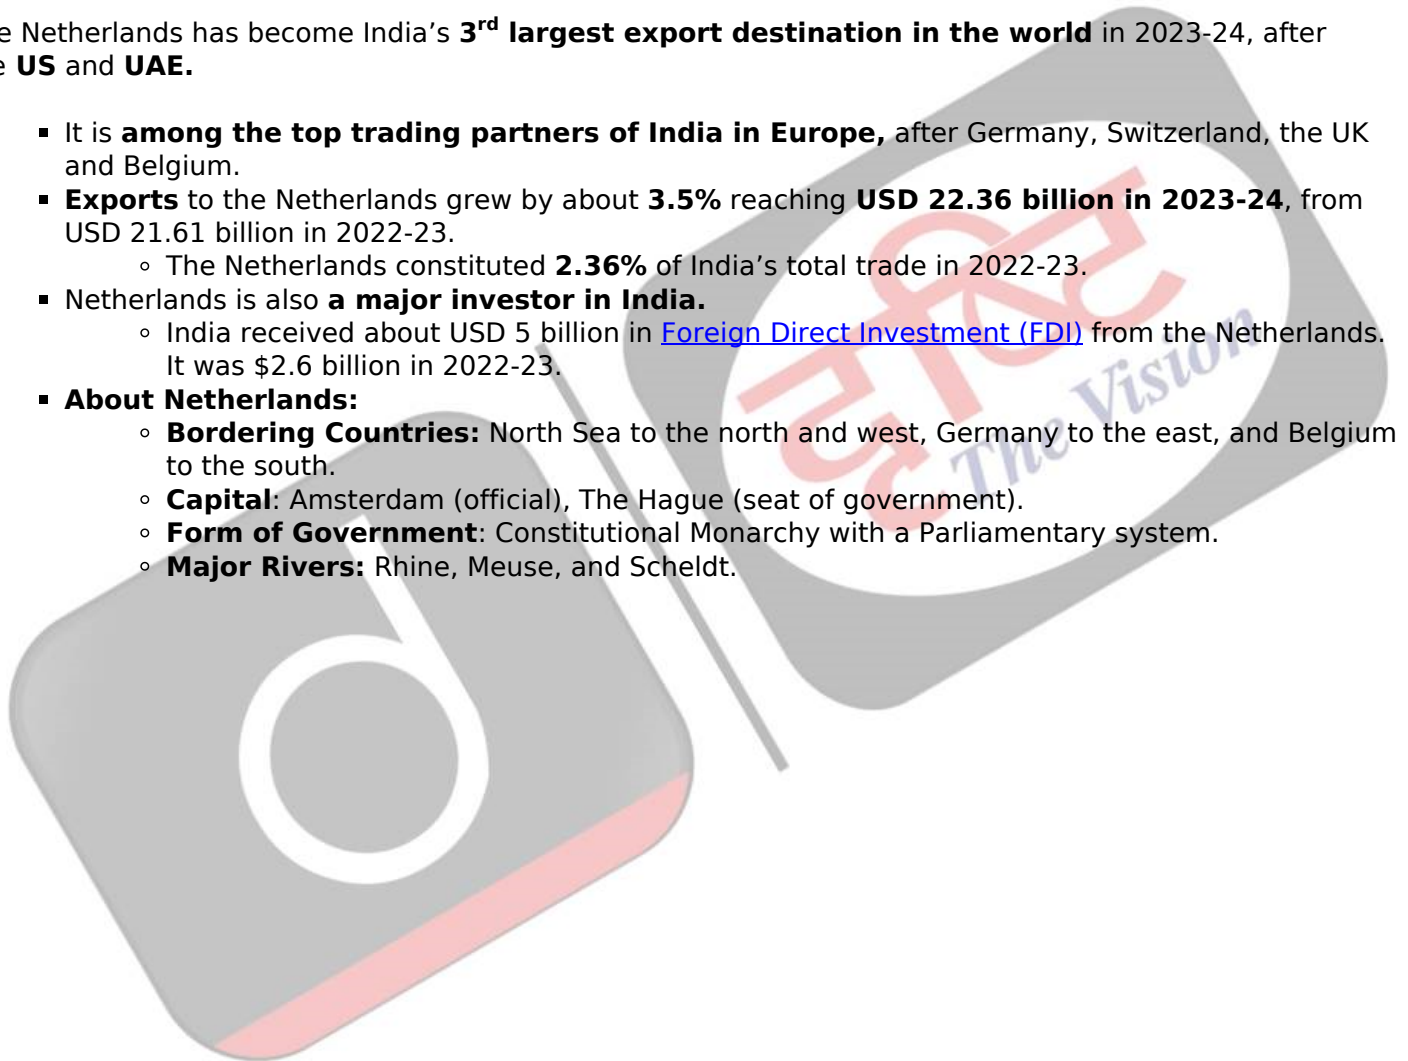 e Netherlands has become India’s 3rd largest export destination in the world in 2023-24, after
e US and UAE.
▪ It is among the top trading partners of India in Europe, after Germany, Switzerland, the UK
and Belgium.
▪ Exports to the Netherlands grew by about 3.5% reaching USD 22.36 billion in 2023-24, from
USD 21.61 billion in 2022-23.
◦ The Netherlands constituted 2.36% of India’s total trade in 2022-23.
▪ Netherlands is also a major investor in India.
◦ India received about USD 5 billion in Foreign Direct Investment (FDI) from the Netherlands.
It was $2.6 billion in 2022-23.
▪ About Netherlands:
◦ Bordering Countries: North Sea to the north and west, Germany to the east, and Belgium
to the south.
◦ Capital: Amsterdam (official), The Hague (seat of government).
◦ Form of Government: Constitutional Monarchy with a Parliamentary system.
◦ Major Rivers: Rhine, Meuse, and Scheldt.
दृष्टि
The Vision
d